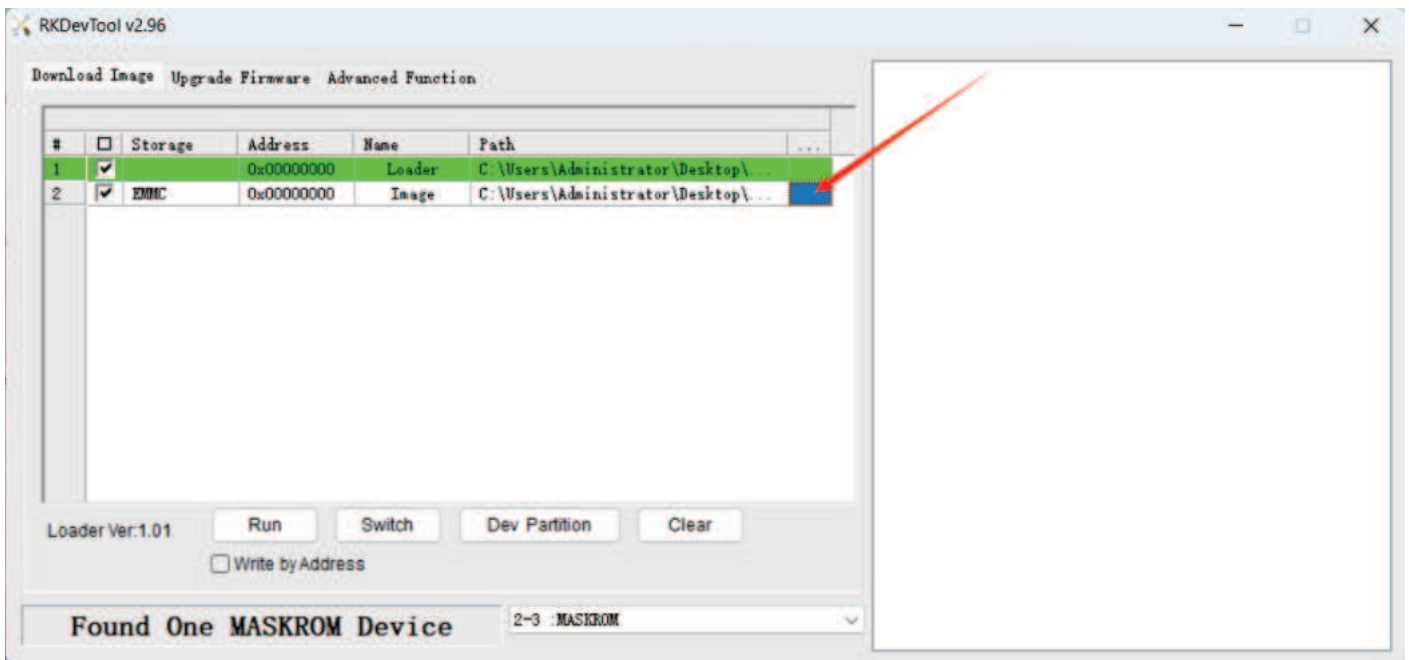 RKDevTool v2.96
Download Image Upgrade Firmware Advanced Function
# Storage Address Name Path ...
1 0x00000000 Loader C:\Users\Administrator\Desktop\...
2 EMMC 0x00000000 Image C:\Users\Administrator\Desktop\...
Loader Ver:1.01 Run Switch Dev Partition Clear
Write by Address
Found One MASKROM Device 2-3 :MASKROM